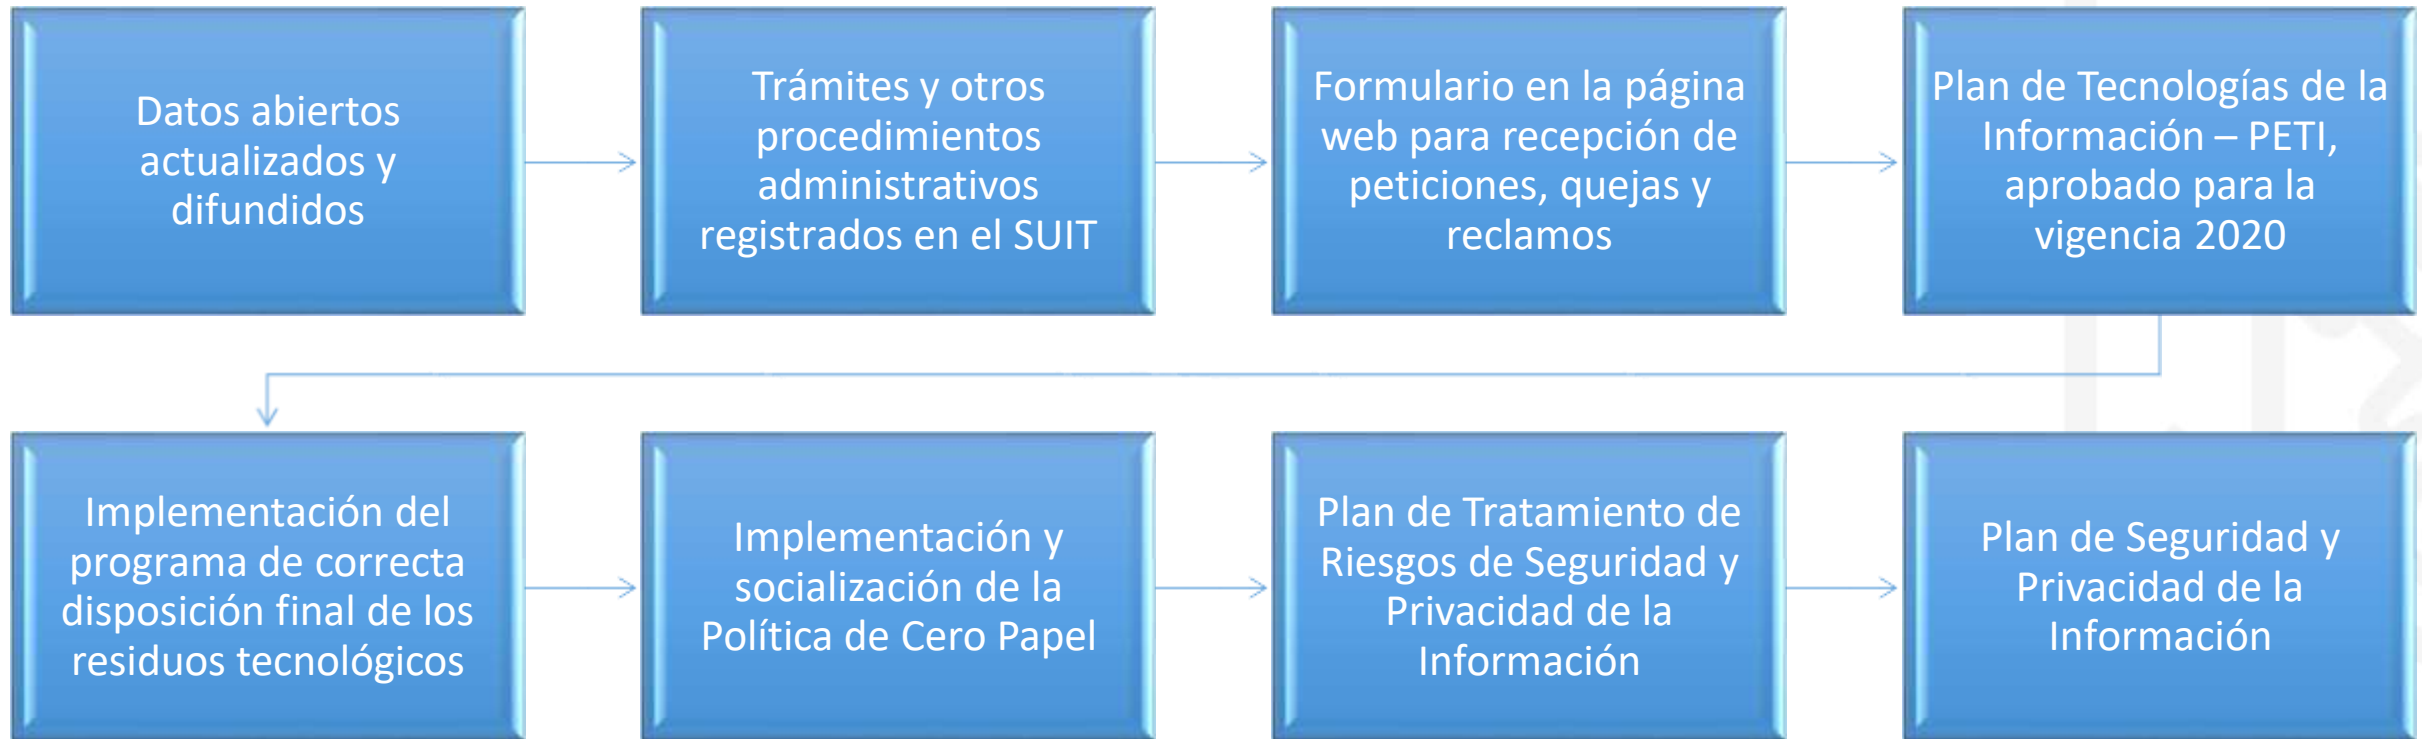 Datos abiertos
actualizados y
difundidos
Trámites y otros
procedimientos
administrativos
registrados en el SUIT
Formulario en la página
web para recepción de
peticiones, quejas y
reclamos
Plan de Tecnologías de la
Información – PETI,
aprobado para la
vigencia 2020
Implementación del
programa de correcta
disposición final de los
residuos tecnológicos
Implementación y
socialización de la
Política de Cero Papel
Plan de Tratamiento de
Riesgos de Seguridad y
Privacidad de la
Información
Plan de Seguridad y
Privacidad de la
Información